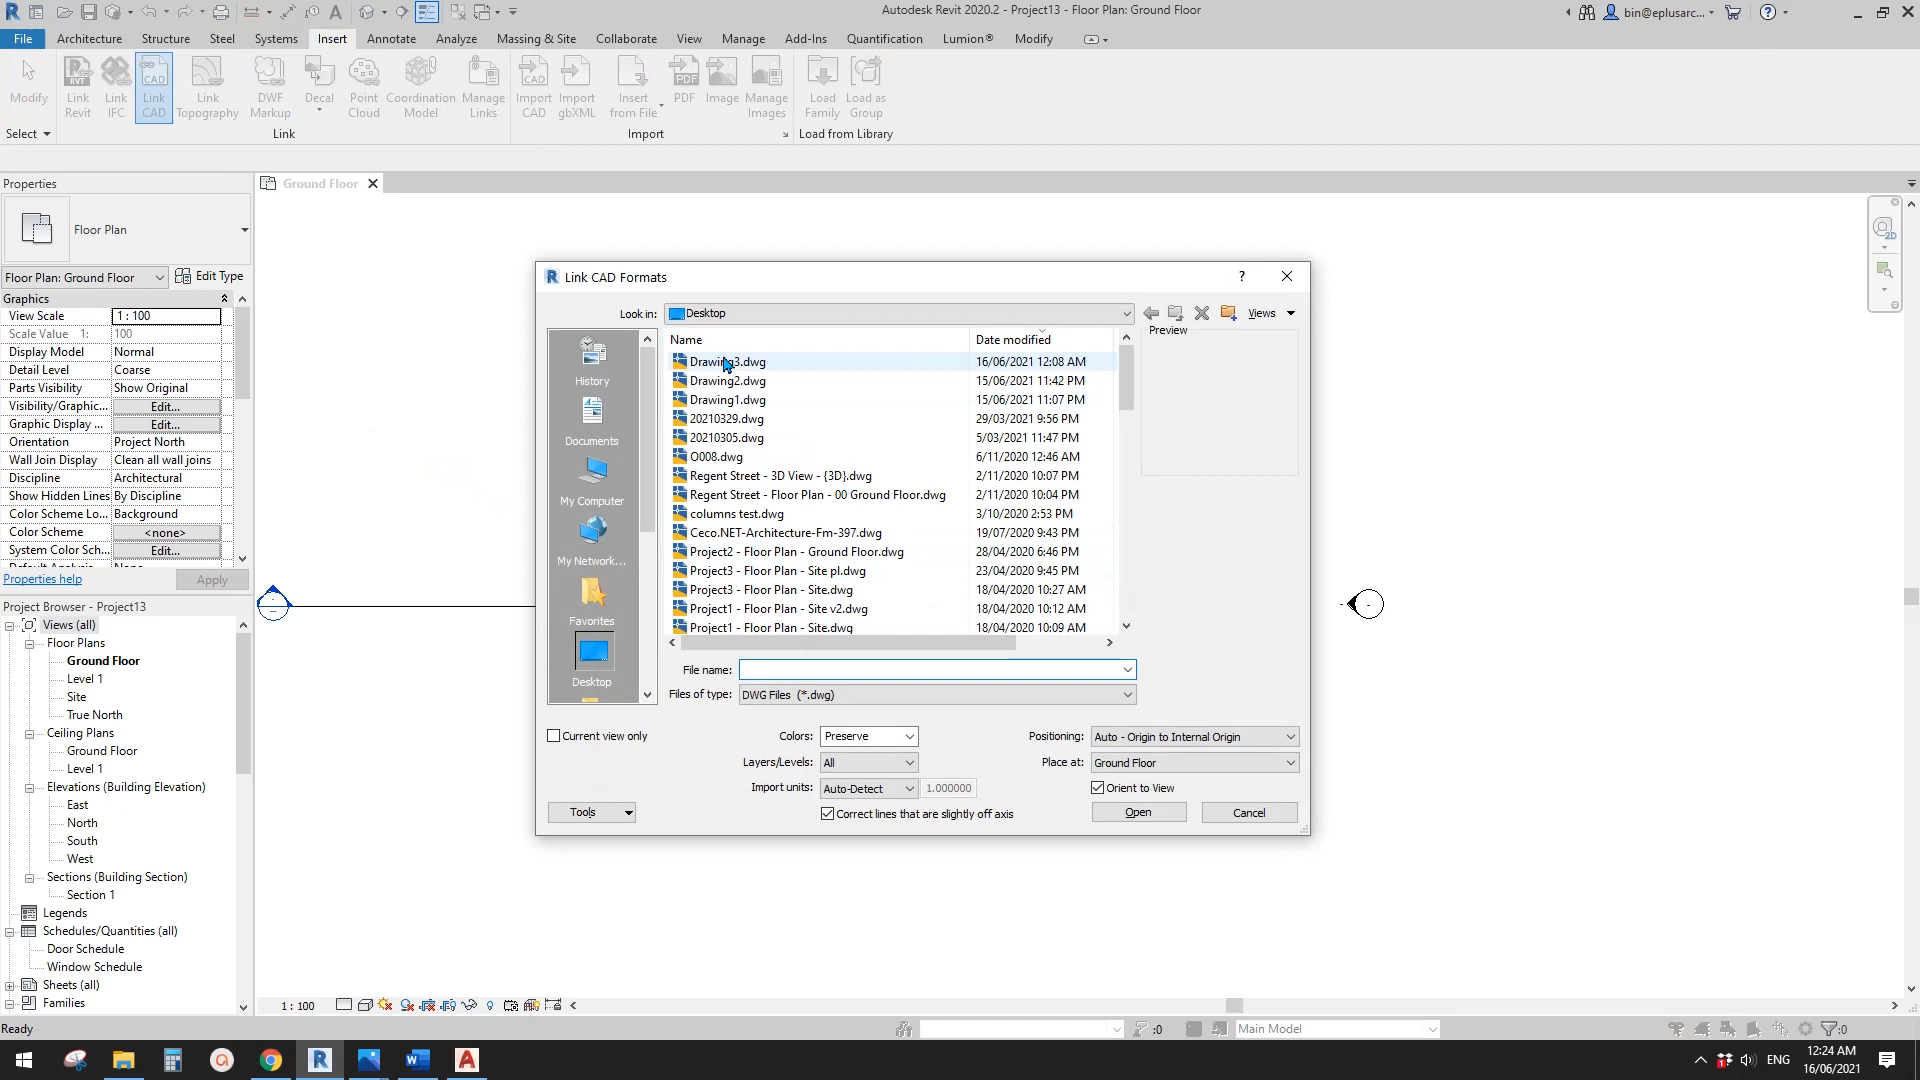 Autodesk Revit 2020.2 - Project13 - Floor Plan: Ground Floor
bin@eplusarc...
File Architecture Structure Steel Systems Insert Annotate Analyze Massing & Site Collaborate View Manage Add-Ins Quantification Lumion® Modify
Modify
Link Revit
Link IFC
Link CAD
Link Topography
DWF Markup
Decal
Point Cloud
Coordination Model
Manage Links
Import CAD
Import gbXML
Insert from File
PDF
Image
Manage Images
Load Family
Load as Group
Select
Link
Import
Load from Library
Properties
Ground Floor
Floor Plan
Floor Plan: Ground Floor
Edit Type
Graphics
View Scale 1 : 100
Scale Value 1: 100
Display Model Normal
Detail Level Coarse
Parts Visibility Show Original
Visibility/Graphic... Edit...
Graphic Display ... Edit...
Orientation Project North
Wall Join Display Clean all wall joins
Discipline Architectural
Show Hidden Lines By Discipline
Color Scheme Lo... Background
Color Scheme <none>
System Color Sch... Edit...
Properties help
Apply
Project Browser - Project13
Views (all)
Floor Plans
Ground Floor
Level 1
Site
True North
Ceiling Plans
Ground Floor
Level 1
Elevations (Building Elevation)
East
North
South
West
Sections (Building Section)
Section 1
Legends
Schedules/Quantities (all)
Door Schedule
Window Schedule
Sheets (all)
Families
Link CAD Formats
Look in: Desktop
Views
Preview
History
Documents
My Computer
My Network...
Favorites
Desktop
Name Date modified
Drawing3.dwg 16/06/2021 12:08 AM
Drawing2.dwg 15/06/2021 11:42 PM
Drawing1.dwg 15/06/2021 11:07 PM
20210329.dwg 29/03/2021 9:56 PM
20210305.dwg 5/03/2021 11:47 PM
O008.dwg 6/11/2020 12:46 AM
Regent Street - 3D View - {3D}.dwg 2/11/2020 10:07 PM
Regent Street - Floor Plan - 00 Ground Floor.dwg 2/11/2020 10:04 PM
columns test.dwg 3/10/2020 2:53 PM
Ceco.NET-Architecture-Fm-397.dwg 19/07/2020 9:43 PM
Project2 - Floor Plan - Ground Floor.dwg 28/04/2020 6:46 PM
Project3 - Floor Plan - Site pl.dwg 23/04/2020 9:45 PM
Project3 - Floor Plan - Site.dwg 18/04/2020 10:27 AM
Project1 - Floor Plan - Site v2.dwg 18/04/2020 10:12 AM
Project1 - Floor Plan - Site.dwg 18/04/2020 10:09 AM
File name:
Files of type: DWG Files (*.dwg)
Current view only
Colors: Preserve
Positioning: Auto - Origin to Internal Origin
Layers/Levels: All
Place at: Ground Floor
Import units: Auto-Detect 1.000000
Orient to View
Tools
Correct lines that are slightly off axis
Open
Cancel
1 : 100
Ready
:0
Main Model
:0
ENG
12:24 AM
16/06/2021